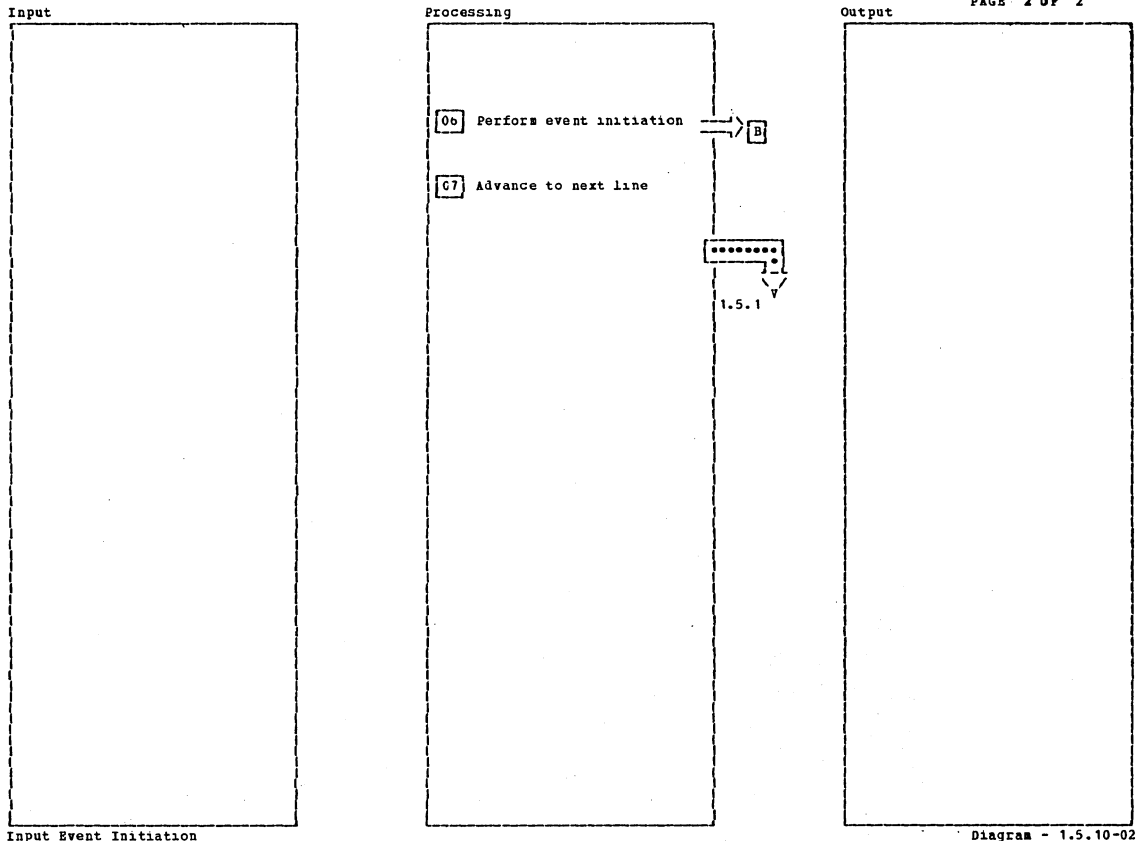 PAGE 2 OF 2
Input
Processing
Output
06 Perform event initiation
B
07 Advance to next line
1.5.1
Input Event Initiation
Diagram - 1.5.10-02